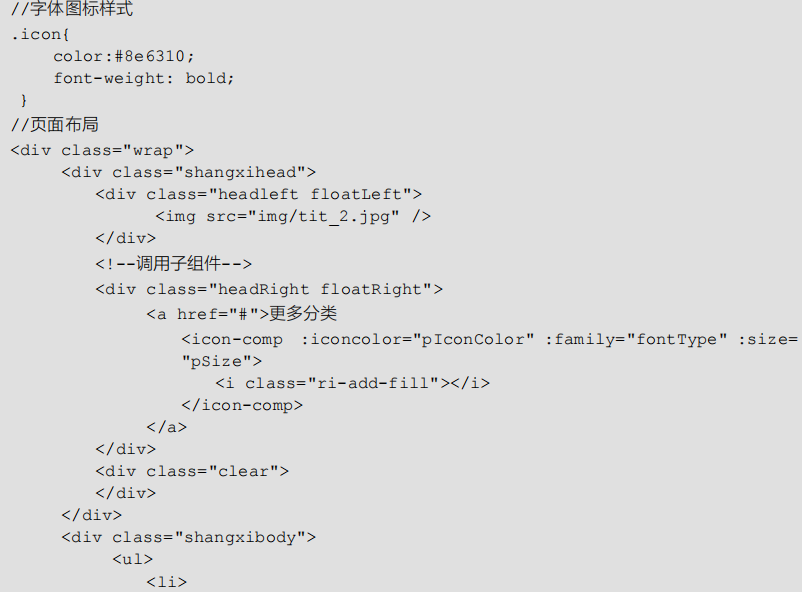 //字体图标样式
.icon{
color:#8e6310;
font-weight: bold;
}
//页面布局
<div class="wrap">
<div class="shangxihead">
<div class="headleft floatLeft">
<img src="img/tit_2.jpg" />
</div>
<!--调用子组件-->
<div class="headRight floatRight">
<a href="#">更多分类
<icon-comp :iconcolor="pIconColor" :family="fontType" :size=
"pSize">
<i class="ri-add-fill"></i>
</icon-comp>
</a>
</div>
<div class="clear">
</div>
</div>
<div class="shangxibody">
<ul>
<li>